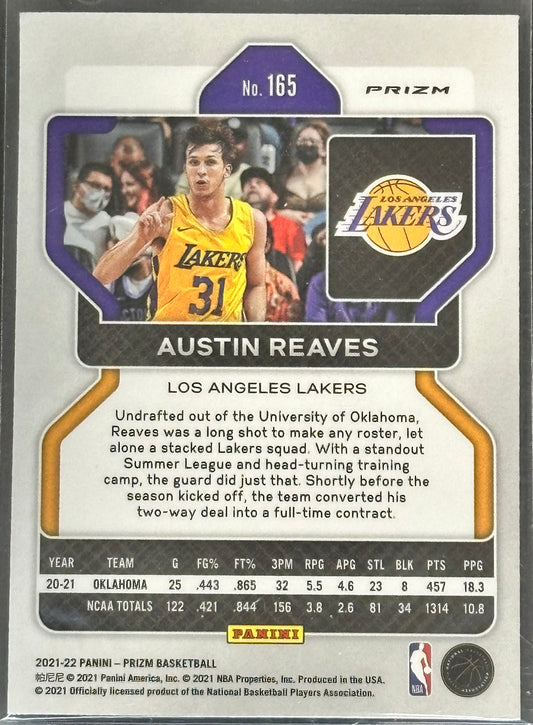 No. 165
PRIZM
LOS ANGELES
LAKERS
LAKERS
31
AUSTIN REAVES
LOS ANGELES LAKERS
Undrafted out of the University of Oklahoma,
Reaves was a long shot to make any roster, let
alone a stacked Lakers squad. With a standout
Summer League and head-turning training
camp, the guard did just that. Shortly before the
season kicked off, the team converted his
two-way deal into a full-time contract.
YEAR TEAM G FG% FT% 3PM RPG APG STL BLK PTS PPG
20-21 OKLAHOMA 25 .443 .865 32 5.5 4.6 23 8 457 18.3
NCAA TOTALS 122 .421 .844 156 3.8 2.6 81 34 1314 10.8
PANINI
2021-22 PANINI – PRIZM BASKETBALL
帕尼尼 © 2021 Panini America, Inc. © 2021 NBA Properties, Inc. Produced in the USA.
© 2021 Officially licensed product of the National Basketball Players Association.
NBA